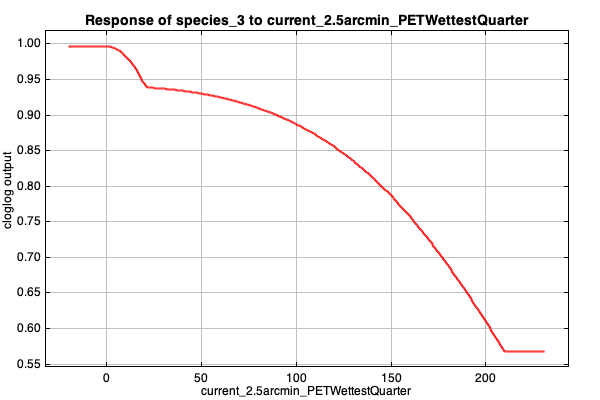 Response of species_3 to current_2.5arcmin_PETWettestQuarter
1.00
0.95
0.90
0.85
0.80
0.75
0.70
0.65
0.60
0.55
cloglog output
0 50 100 150 200
current_2.5arcmin_PETWettestQuarter